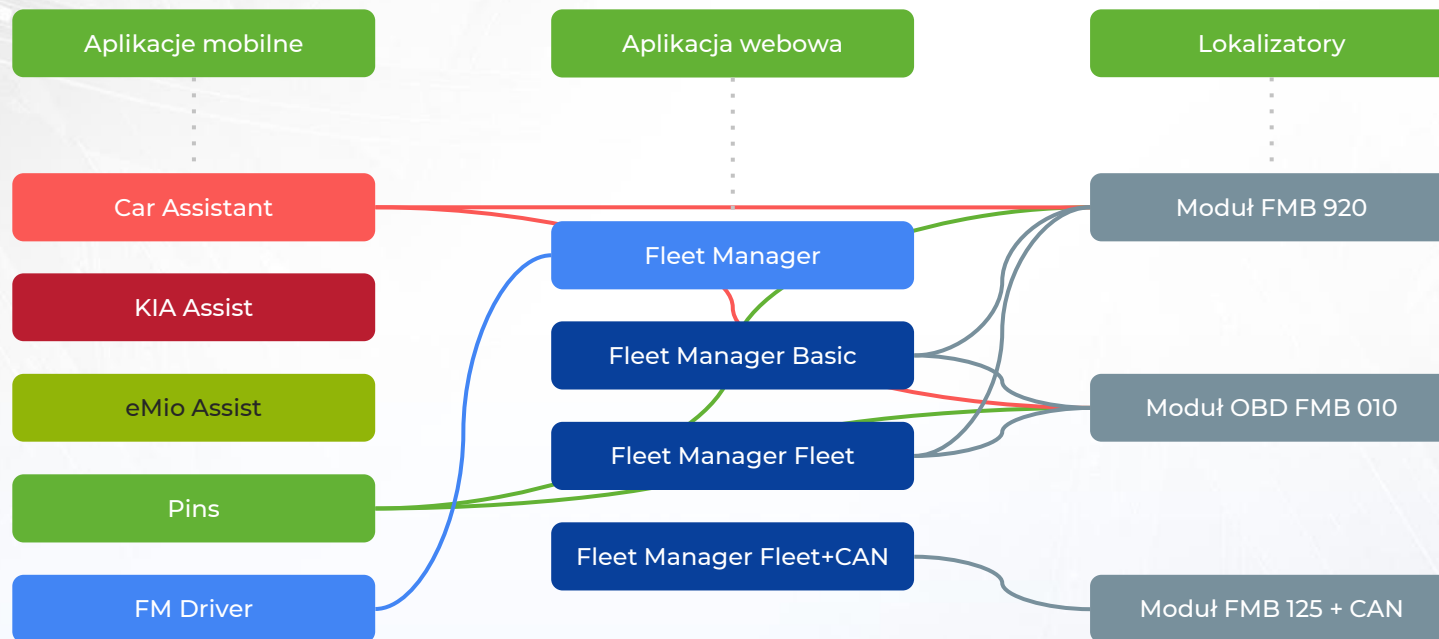 Aplikacje mobilne
Aplikacja webowa
Lokalizatory
Car Assistant
KIA Assist
eMio Assist
Pins
FM Driver
Fleet Manager
Fleet Manager Basic
Fleet Manager Fleet
Fleet Manager Fleet+CAN
Moduł FMB 920
Moduł OBD FMB 010
Moduł FMB 125 + CAN